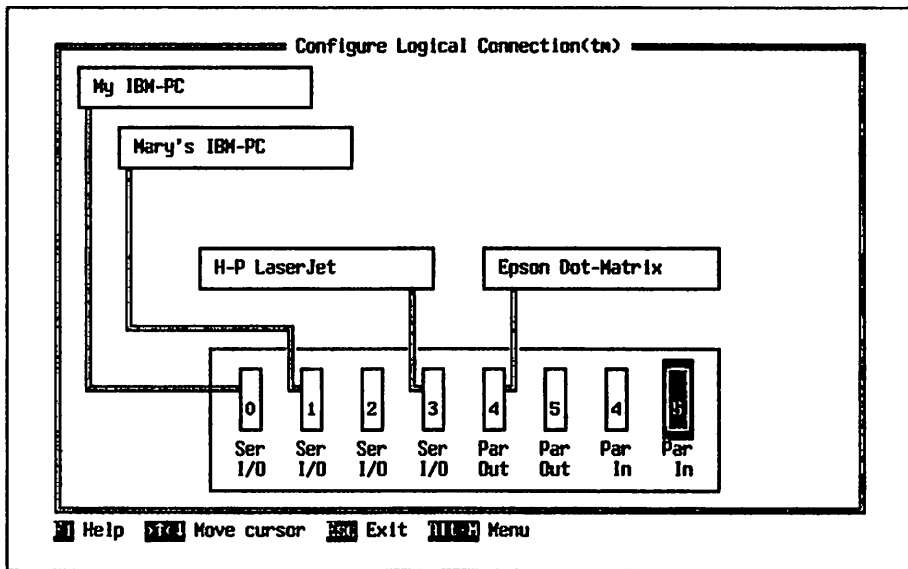 Configure Logical Connection(tm)
My IBM-PC
Mary's IBM-PC
H-P LaserJet
Epson Dot-Matrix
0 1 2 3 4 5 4 5
Ser Ser Ser Ser Par Par Par Par
I/O I/O I/O I/O Out Out In In
Help Move cursor ESC Exit Menu